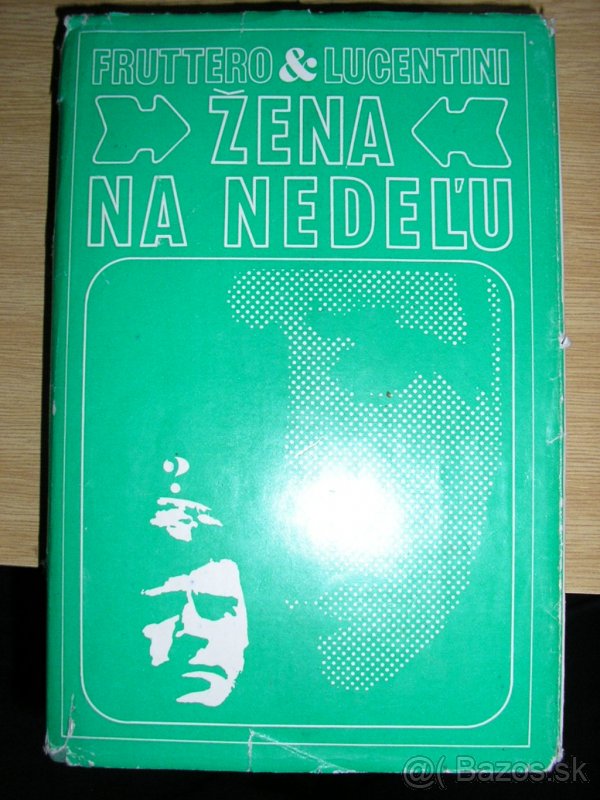 FRUTTERO & LUCENTINI
ŽENA
NA NEDEĽU
?
@( Bazos.sk